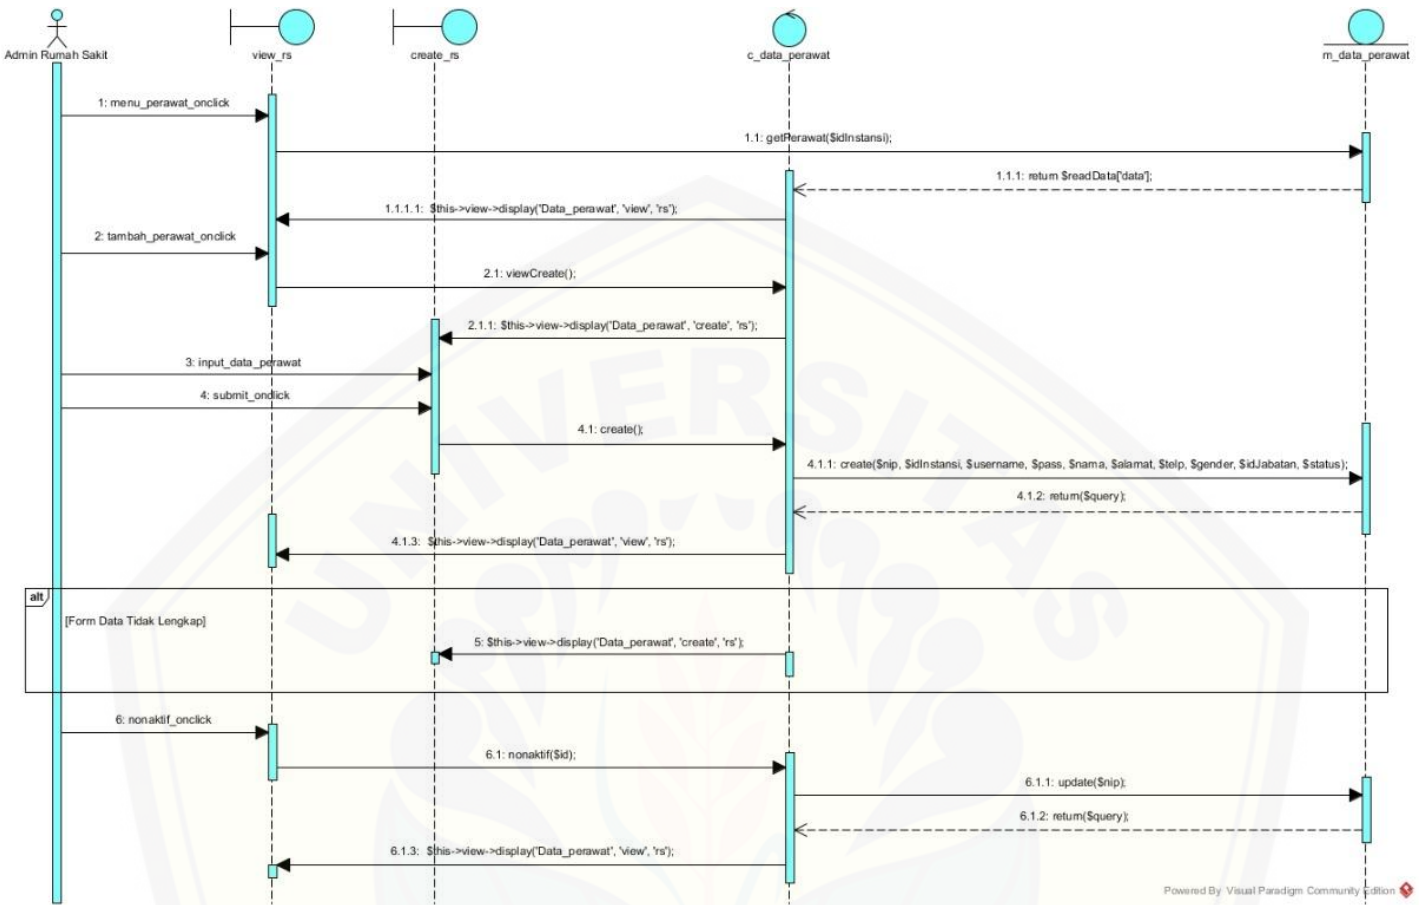 Admin Rumah Sakit
view_rs
create_rs
c_data_perawat
m_data_perawat
1: menu_perawat_onclick
1.1: getPerawat($idInstansi);
1.1.1: return $readData['data'];
1.1.1.1: $this->view->display('Data_perawat', 'view', 'rs');
2: tambah_perawat_onclick
2.1: viewCreate();
2.1.1: $this->view->display('Data_perawat', 'create', 'rs');
3: input_data_perawat
4: submit_onclick
4.1: create();
4.1.1: create($nip, $idInstansi, $username, $pass, $nama, $alamat, $telp, $gender, $idJabatan, $status);
4.1.2: return($query);
4.1.3: $this->view->display('Data_perawat', 'view', 'rs');
alt
[Form Data Tidak Lengkap]
5: $this->view->display('Data_perawat', 'create', 'rs');
6: nonaktif_onclick
6.1: nonaktif($id);
6.1.1: update($nip);
6.1.2: return($query);
6.1.3: $this->view->display('Data_perawat', 'view', 'rs');
UNIVERSITAS
Powered By Visual Paradigm Community Edition